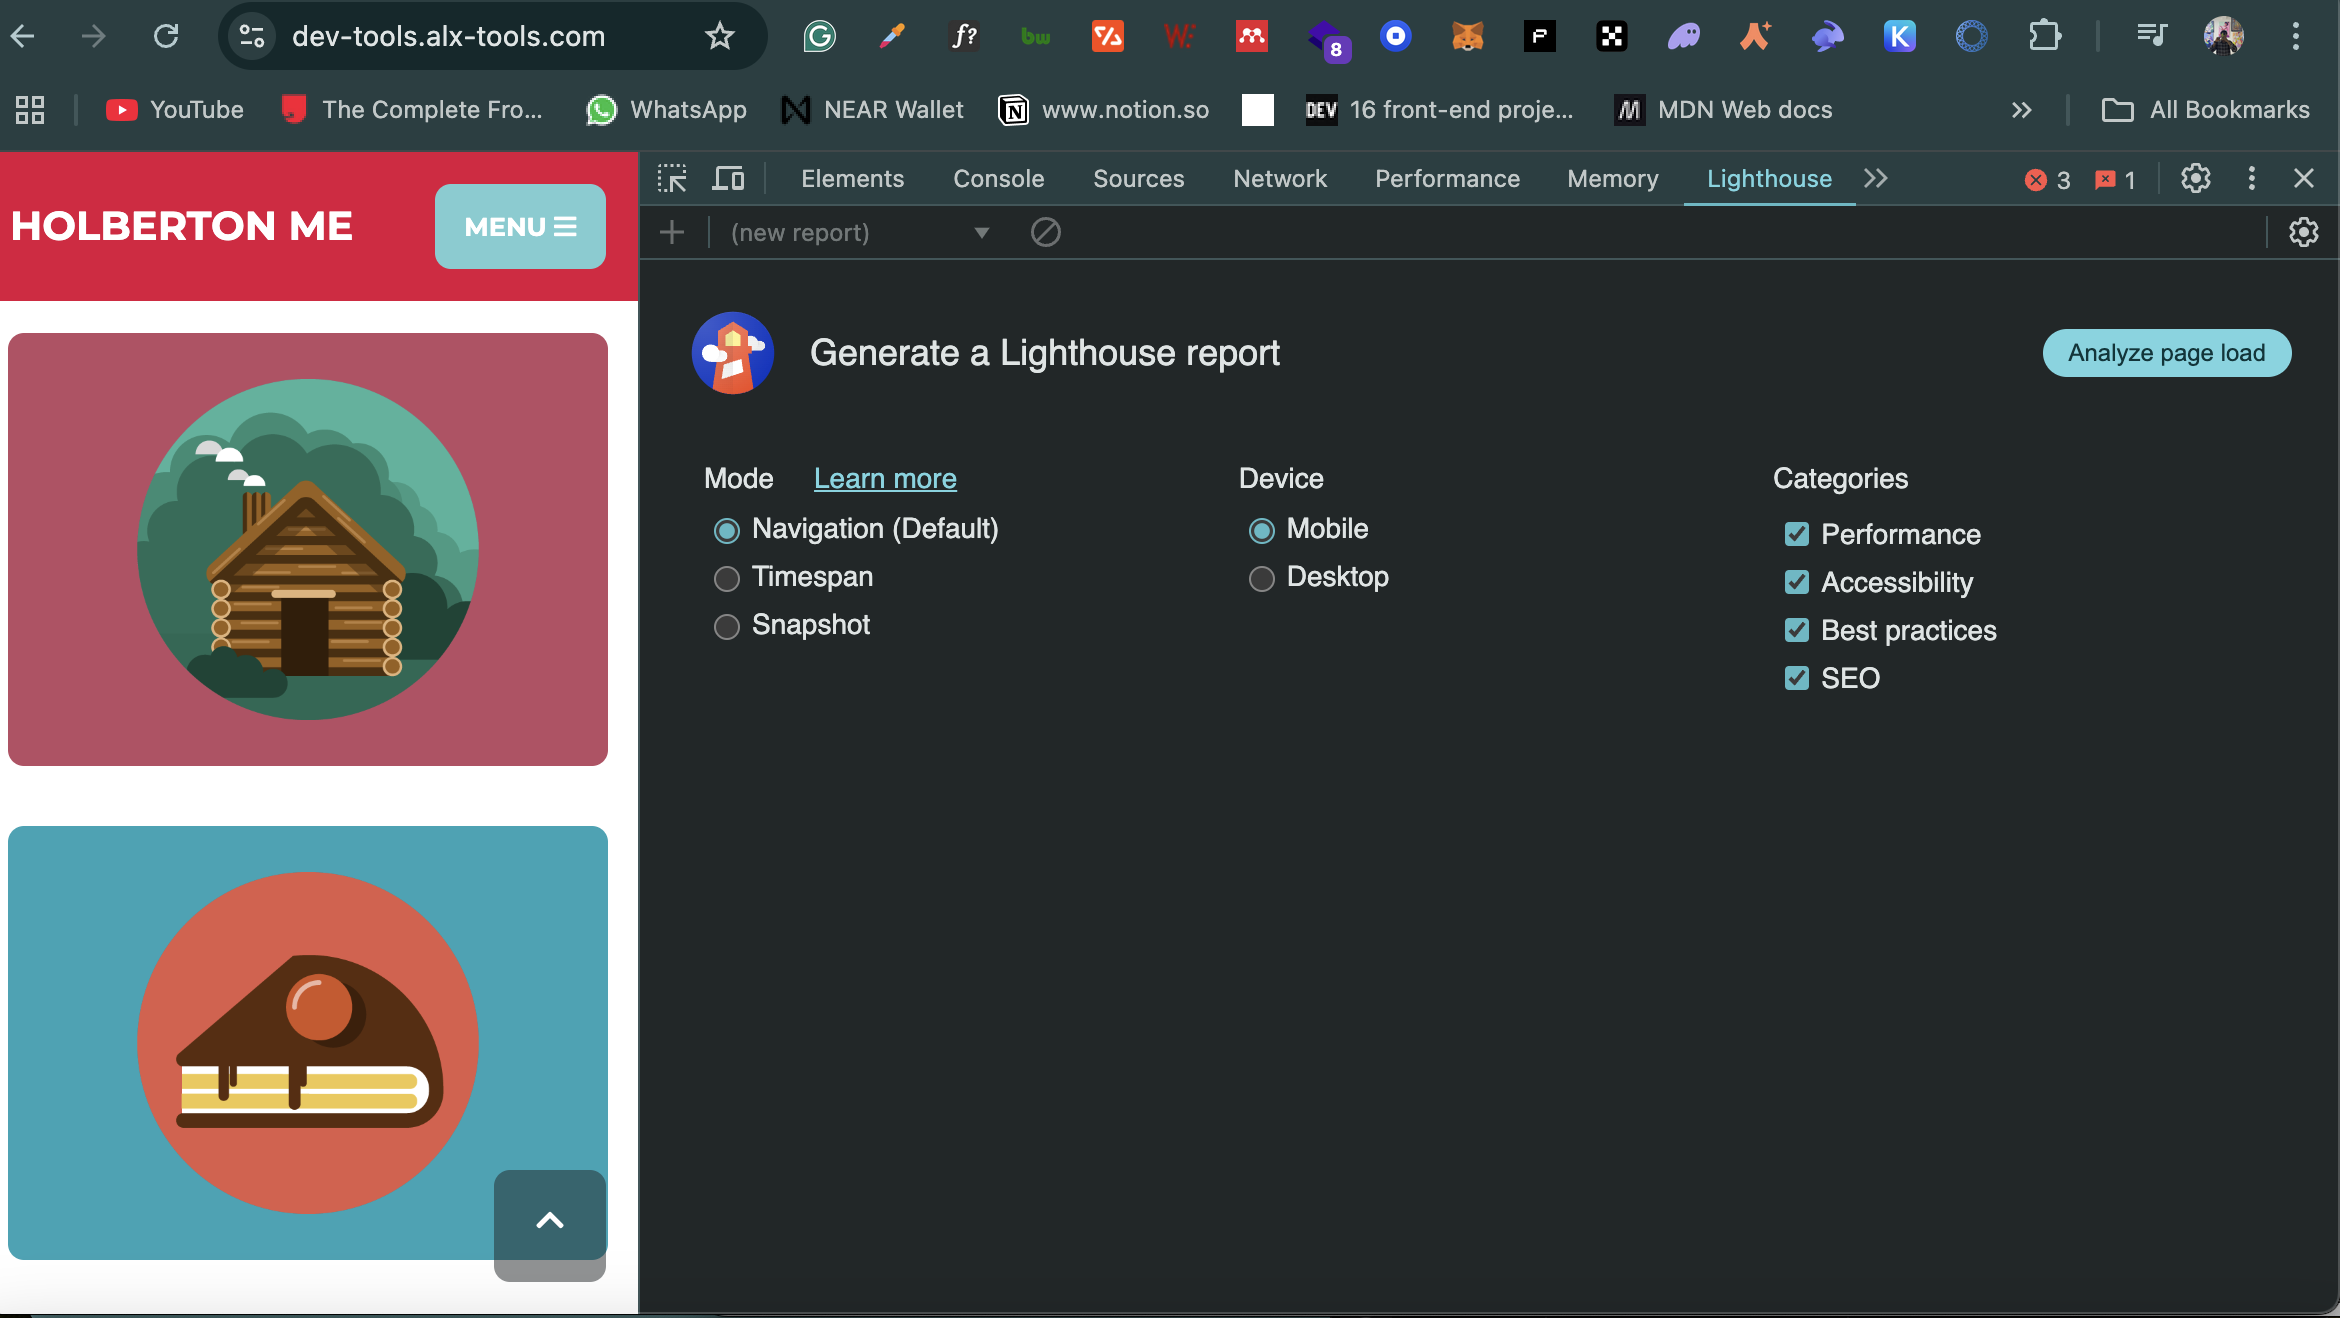 dev-tools.alx-tools.com
f?
bw
W
8
K
YouTube
The Complete Fro...
WhatsApp
NEAR Wallet
www.notion.so
DEV
16 front-end proje...
MDN Web docs
All Bookmarks
HOLBERTON ME
MENU
Elements
Console
Sources
Network
Performance
Memory
Lighthouse
3
1
(new report)
Generate a Lighthouse report
Analyze page load
Mode
Learn more
Device
Categories
Navigation (Default)
Timespan
Snapshot
Mobile
Desktop
Performance
Accessibility
Best practices
SEO